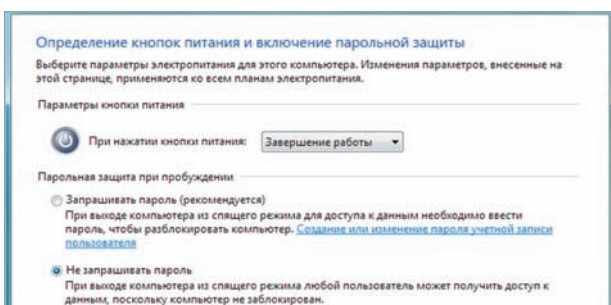 Определение кнопок питания и включение парольной защиты
Выберите параметры электропитания для этого компьютера. Изменения параметров, внесенные на
этой странице, применяются ко всем планам электропитания.
Параметры кнопки питания
При нажатии кнопки питания: Завершение работы
Парольная защита при пробуждении
Запрашивать пароль (рекомендуется)
При выходе компьютера из спящего режима для доступа к данным необходимо ввести
пароль, чтобы разблокировать компьютер. Создание или изменение пароля учетной записи
пользователя
Не запрашивать пароль
При выходе компьютера из спящего режима любой пользователь может получить доступ к
данным, поскольку компьютер не заблокирован.